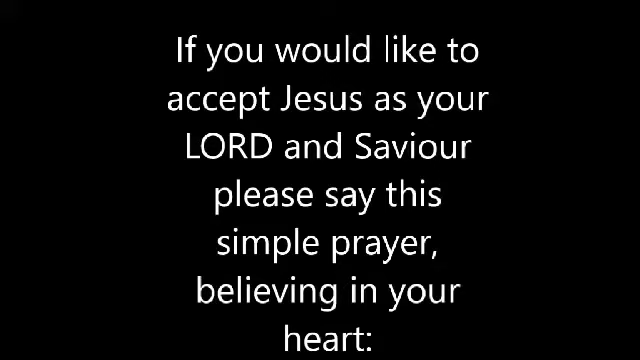 If you would like to
accept Jesus as your
LORD and Saviour
please say this
simple prayer,
believing in your
heart: